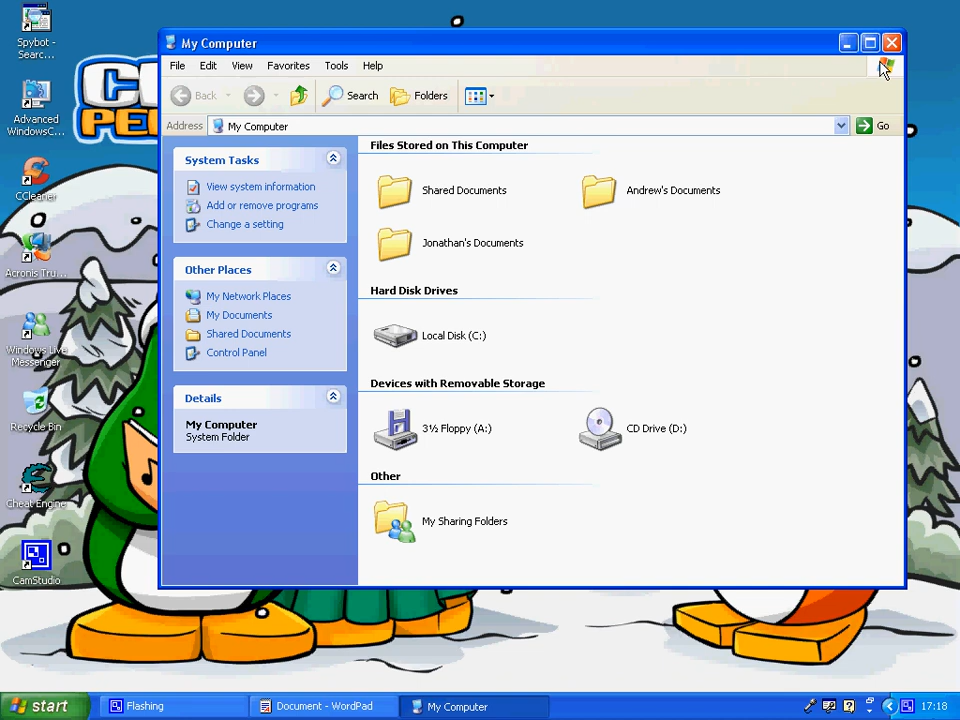 Spybot -
Searc...
Advanced
WindowsC...
CCleaner
Acronis Tru...
Windows Live
Messenger
Recycle Bin
Cheat Engine
CamStudio
My Computer
File Edit View Favorites Tools Help
Back Search Folders
Address My Computer Go
System Tasks
View system information
Add or remove programs
Change a setting
Other Places
My Network Places
My Documents
Shared Documents
Control Panel
Details
My Computer
System Folder
Files Stored on This Computer
Shared Documents Andrew's Documents
Jonathan's Documents
Hard Disk Drives
Local Disk (C:)
Devices with Removable Storage
3½ Floppy (A:) CD Drive (D:)
Other
My Sharing Folders
start Flashing Document - WordPad My Computer 17:18